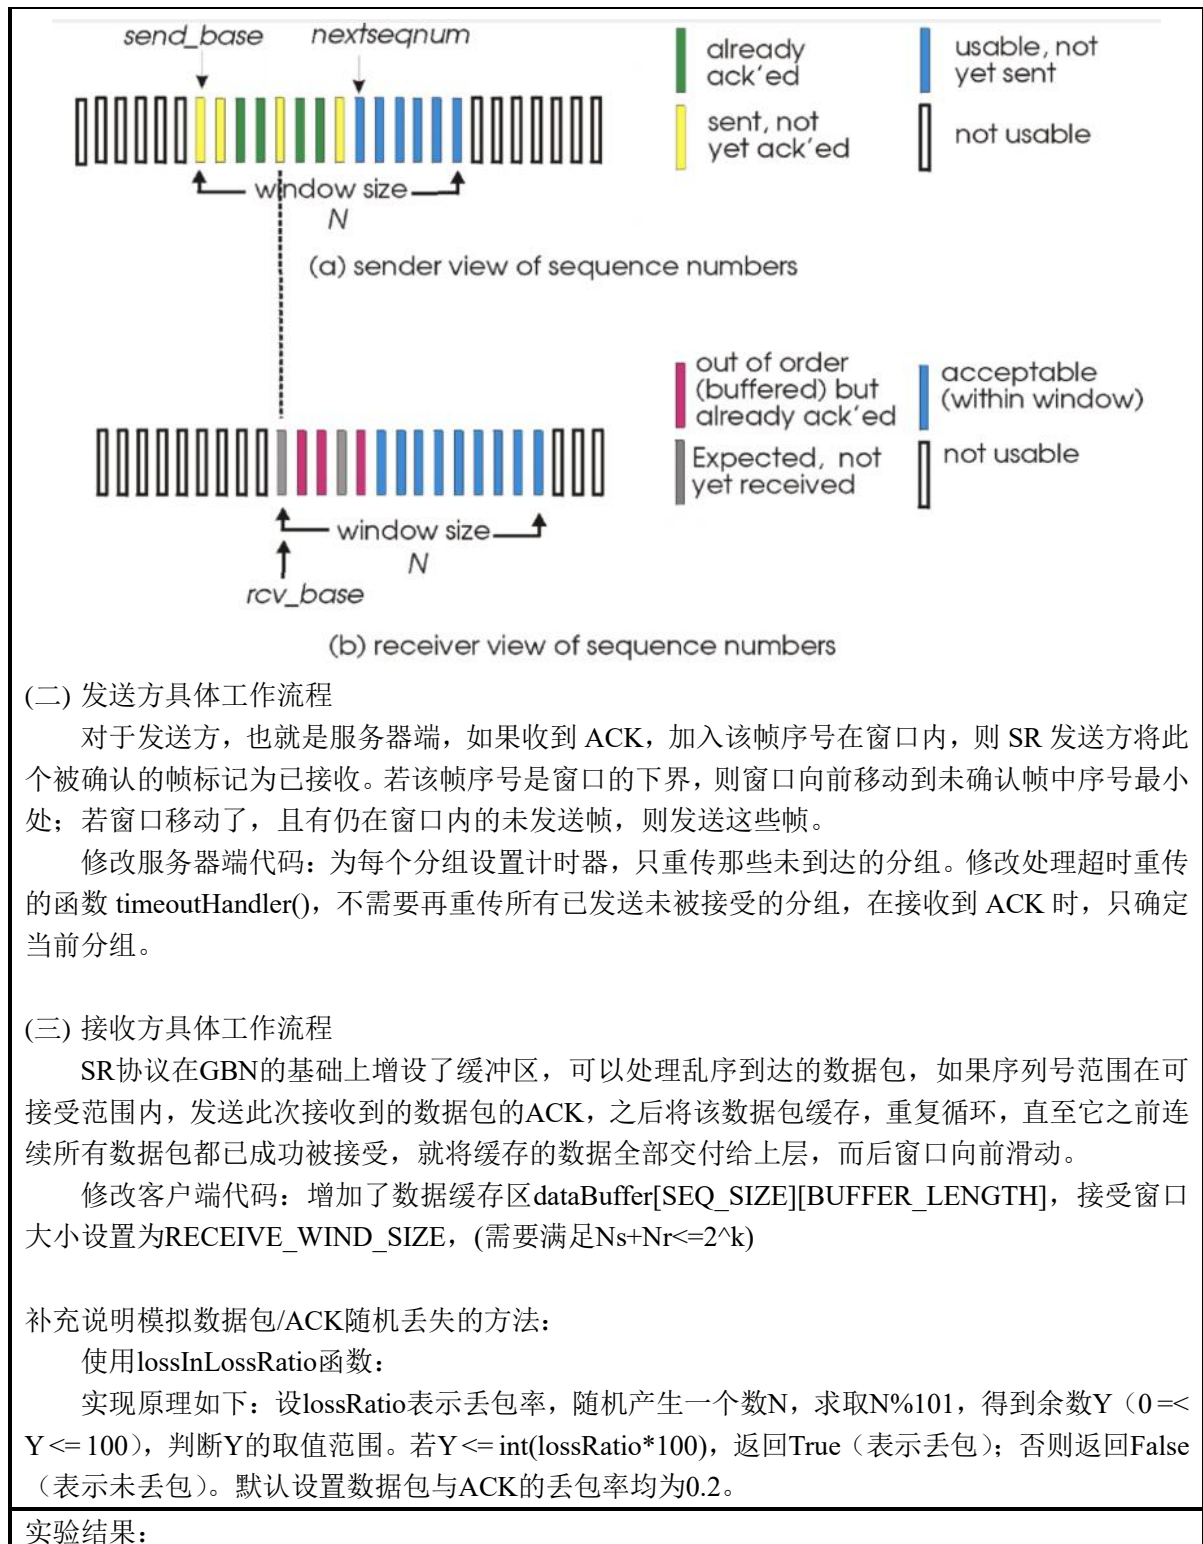 send_base nextseqnum
already ack'ed
usable, not yet sent
sent, not yet ack'ed
not usable
window size
N
(a) sender view of sequence numbers
out of order (buffered) but already ack'ed
acceptable (within window)
Expected, not yet received
not usable
window size
N
rcv_base
(b) receiver view of sequence numbers
(二) 发送方具体工作流程
对于发送方，也就是服务器端，如果收到 ACK，加入该帧序号在窗口内，则 SR 发送方将此
个被确认的帧标记为已接收。若该帧序号是窗口的下界，则窗口向前移动到未确认帧中序号最小
处；若窗口移动了，且有仍在窗口内的未发送帧，则发送这些帧。
修改服务器端代码：为每个分组设置计时器，只重传那些未到达的分组。修改处理超时重传
的函数 timeoutHandler()，不需要再重传所有已发送未被接受的分组，在接收到 ACK 时，只确定
当前分组。
(三) 接收方具体工作流程
SR协议在GBN的基础上增设了缓冲区，可以处理乱序到达的数据包，如果序列号范围在可
接受范围内，发送此次接收到的数据包的ACK，之后将该数据包缓存，重复循环，直至它之前连
续所有数据包都已成功被接受，就将缓存的数据全部交付给上层，而后窗口向前滑动。
修改客户端代码：增加了数据缓存区dataBuffer[SEQ_SIZE][BUFFER_LENGTH]，接受窗口
大小设置为RECEIVE_WIND_SIZE，(需要满足Ns+Nr<=2^k)
补充说明模拟数据包/ACK随机丢失的方法：
使用lossInLossRatio函数：
实现原理如下：设lossRatio表示丢包率，随机产生一个数N，求取N%101，得到余数Y（0 =<
Y <= 100），判断Y的取值范围。若Y <= int(lossRatio*100)，返回True（表示丢包）；否则返回False
（表示未丢包）。默认设置数据包与ACK的丢包率均为0.2。
实验结果：